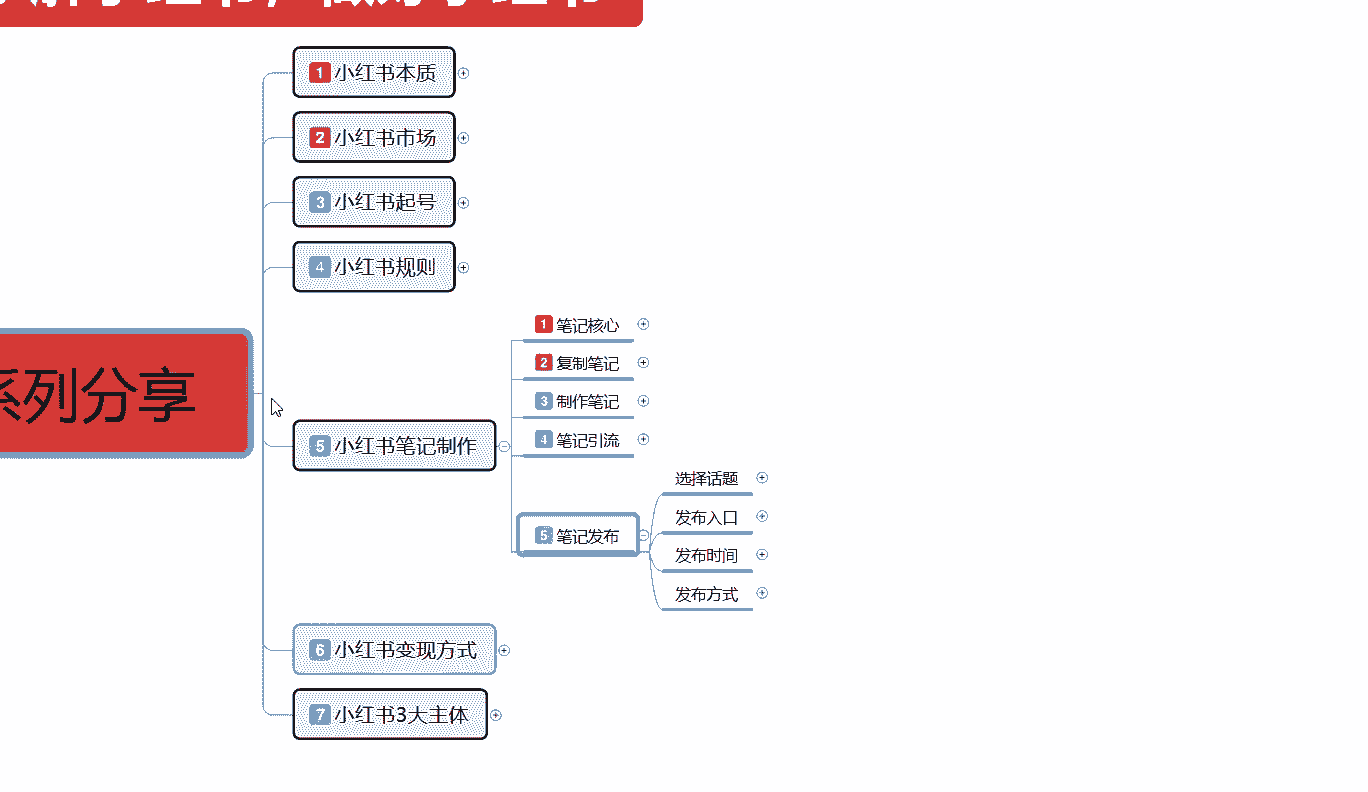 1 小红书本质
2 小红书市场
3 小红书起号
4 小红书规则
系列分享
5 小红书笔记制作
1 笔记核心
2 复制笔记
3 制作笔记
4 笔记引流
5 笔记发布
选择话题
发布入口
发布时间
发布方式
6 小红书变现方式
7 小红书3大主体